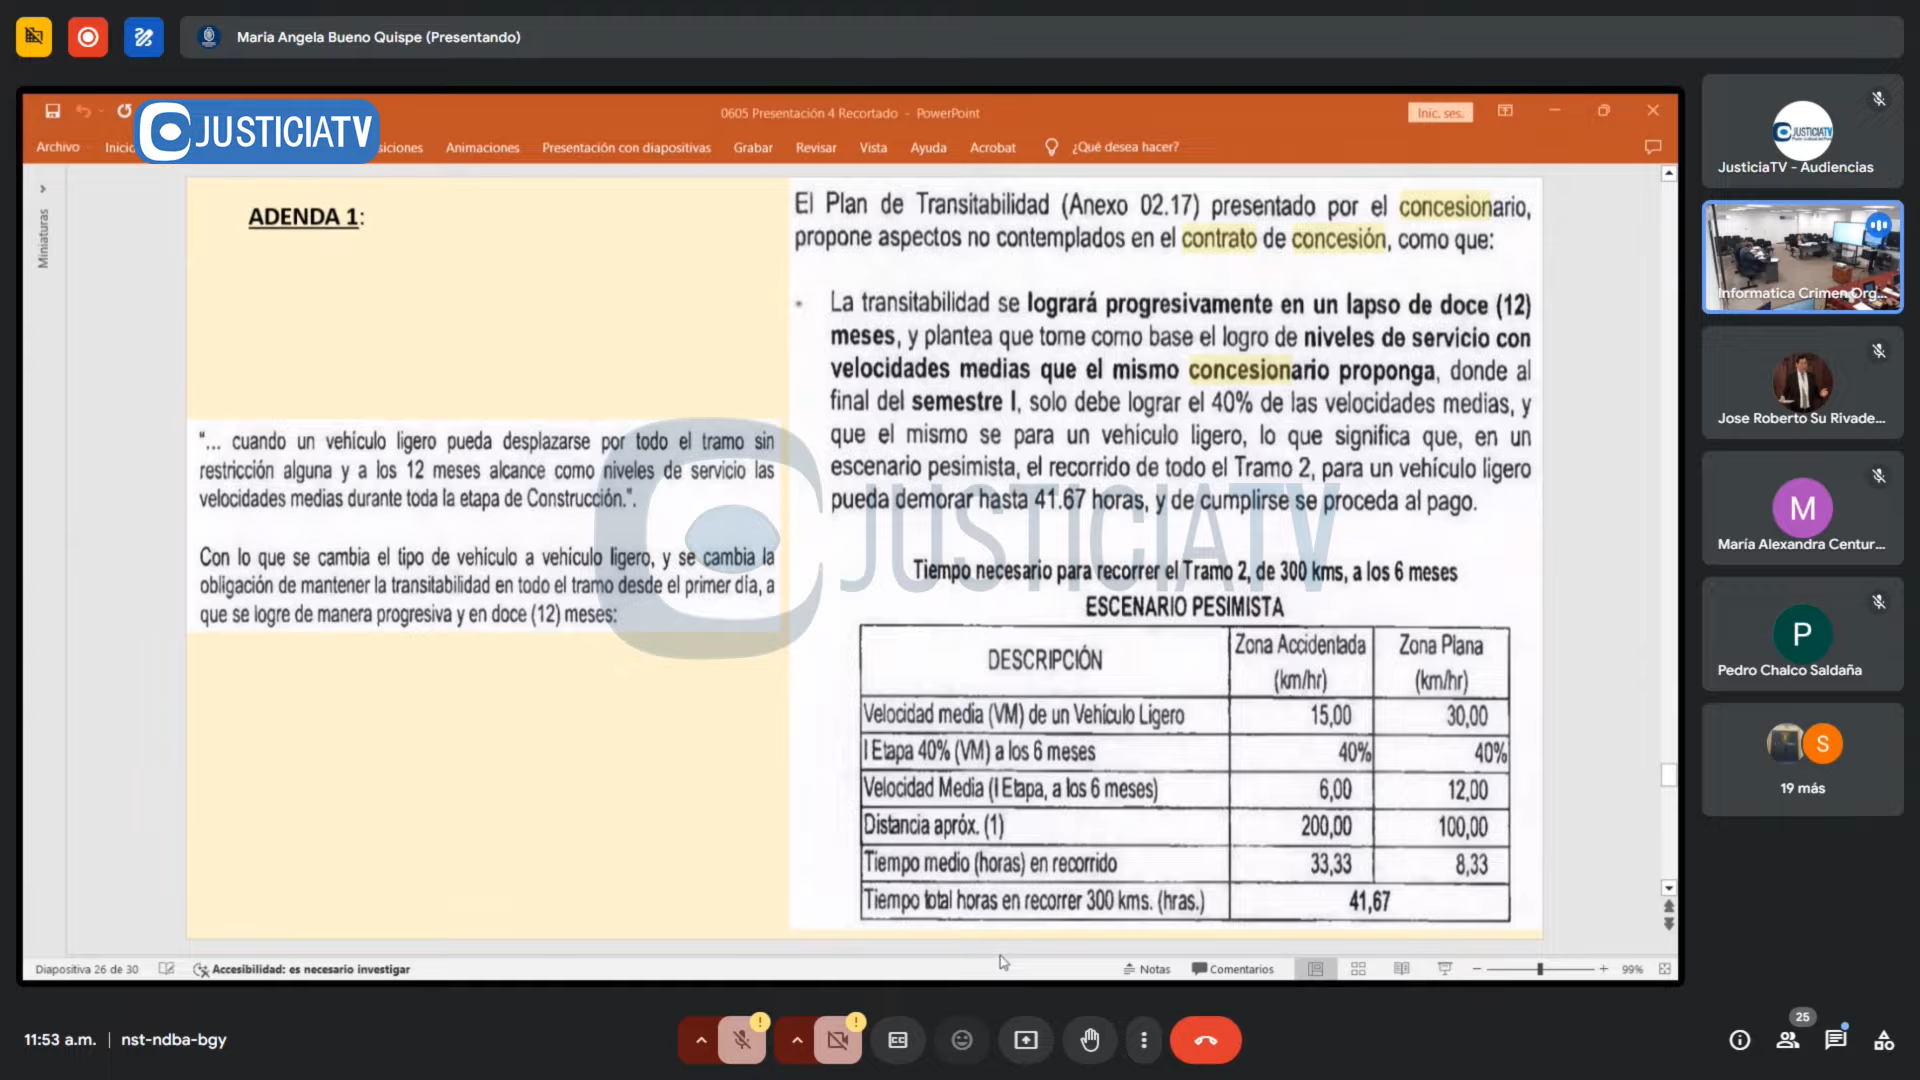 Maria Angela Bueno Quispe (Presentando)
JUSTICIATV
0605 Presentación 4 Recortado - PowerPoint
Inic. ses.
Archivo
Inicio
siciones
Animaciones
Presentación con diapositivas
Grabar
Revisar
Vista
Ayuda
Acrobat
¿Qué desea hacer?
Miniaturas
ADENDA 1:
"... cuando un vehículo ligero pueda desplazarse por todo el tramo sin
restricción alguna y a los 12 meses alcance como niveles de servicio las
velocidades medias durante toda la etapa de Construcción.".
Con lo que se cambia el tipo de vehículo a vehículo ligero, y se cambia la
obligación de mantener la transitabilidad en todo el tramo desde el primer día, a
que se logre de manera progresiva y en doce (12) meses:
El Plan de Transitabilidad (Anexo 02.17) presentado por el concesionario,
propone aspectos no contemplados en el contrato de concesión, como que:
La transitabilidad se logrará progresivamente en un lapso de doce (12)
meses, y plantea que tome como base el logro de niveles de servicio con
velocidades medias que el mismo concesionario proponga, donde al
final del semestre I, solo debe lograr el 40% de las velocidades medias, y
que el mismo se para un vehículo ligero, lo que significa que, en un
escenario pesimista, el recorrido de todo el Tramo 2, para un vehículo ligero
pueda demorar hasta 41.67 horas, y de cumplirse se proceda al pago.
JUSTICIATV
Tiempo necesario para recorrer el Tramo 2, de 300 kms, a los 6 meses
ESCENARIO PESIMISTA
DESCRIPCIÓN Zona Accidentada (km/hr) Zona Plana (km/hr)
Velocidad media (VM) de un Vehículo Ligero 15,00 30,00
I Etapa 40% (VM) a los 6 meses 40% 40%
Velocidad Media (I Etapa, a los 6 meses) 6,00 12,00
Distancia apróx. (1) 200,00 100,00
Tiempo medio (horas) en recorrido 33,33 8,33
Tiempo total horas en recorrer 300 kms. (hras.) 41,67
Diapositiva 26 de 30
Accesibilidad: es necesario investigar
Notas
Comentarios
99%
JUSTICIATV
JusticiaTV - Audiencias
Informatica Crimen Org...
Jose Roberto Su Rivade...
M
María Alexandra Centur...
P
Pedro Chalco Saldaña
S
19 más
11:53 a.m. | nst-ndba-bgy
25